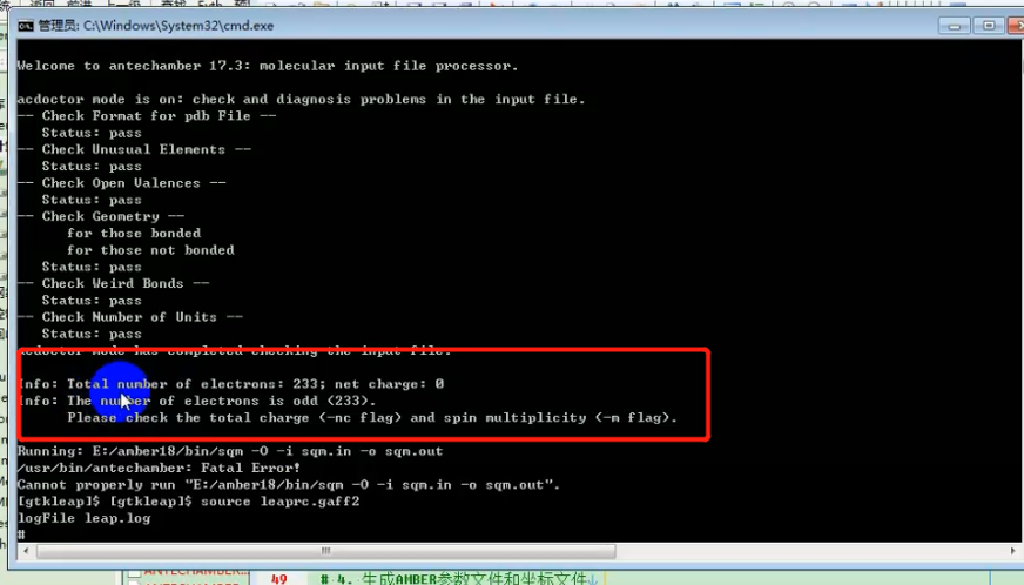 管理员: C:\Windows\System32\cmd.exe
Welcome to antechamber 17.3: molecular input file processor.
acdoctor mode is on: check and diagnosis problems in the input file.
-- Check Format for pdb File --
Status: pass
-- Check Unusual Elements --
Status: pass
-- Check Open Valences --
Status: pass
-- Check Geometry --
for those bonded
for those not bonded
Status: pass
-- Check Weird Bonds --
Status: pass
-- Check Number of Units --
Status: pass
acdoctor mode has completed checking the input file.
Info: Total number of electrons: 233; net charge: 0
Info: The number of electrons is odd (233).
Please check the total charge (-nc flag) and spin multiplicity (-m flag).
Running: E:/amber18/bin/sqm -O -i sqm.in -o sqm.out
/usr/bin/antechamber: Fatal Error!
Cannot properly run "E:/amber18/bin/sqm -O -i sqm.in -o sqm.out".
[gtkleap]$ [gtkleap]$ source leaprc.gaff2
logFile leap.log
#
ANTECHAMBER...
49 # 4. 生成AMBER参数文件和坐标文件